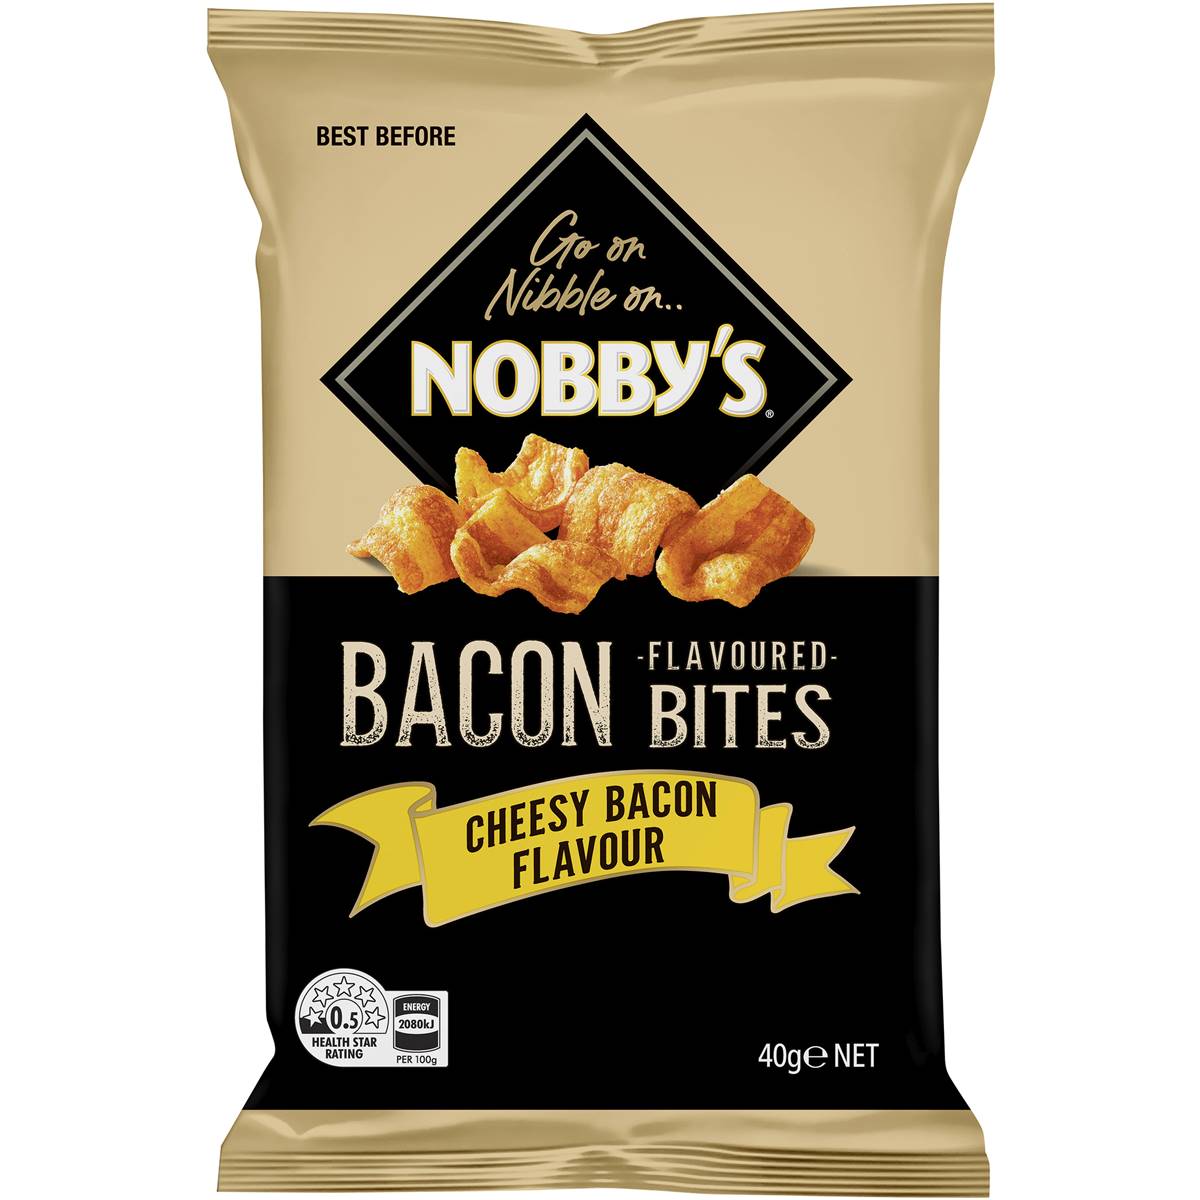 BEST BEFORE
Go on
Nibble on..
NOBBY'S®
BACON -FLAVOURED- BITES
CHEESY BACON
FLAVOUR
0.5
HEALTH STAR
RATING
ENERGY
2080kJ
PER 100g
40g℮ NET